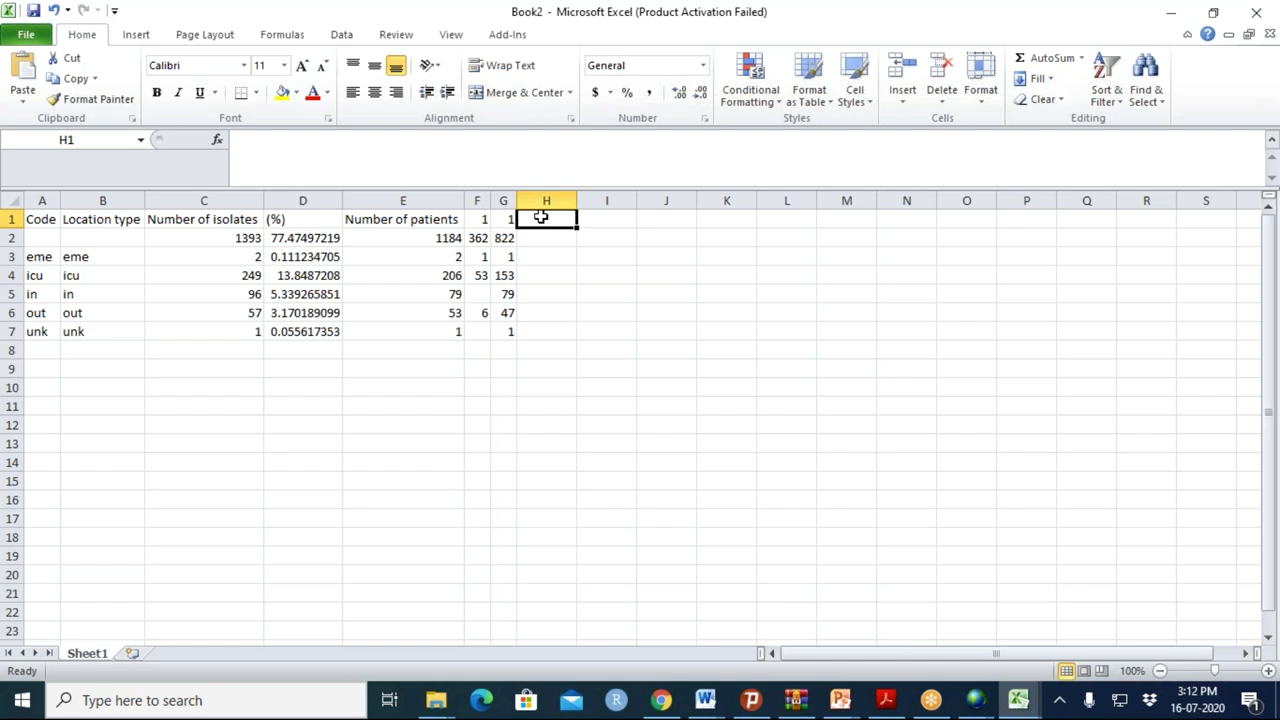 Book2 - Microsoft Excel (Product Activation Failed)
File Home Insert Page Layout Formulas Data Review View Add-Ins
Paste
Cut
Copy
Format Painter
Clipboard
Calibri 11
B I U
Font
Wrap Text
Merge & Center
Alignment
General
$ % ,
Number
Conditional Formatting
Format as Table
Cell Styles
Styles
Insert Delete Format
Cells
Σ AutoSum
Fill
Clear
Sort & Filter
Find & Select
Editing
H1 fx
A B C D E F G H I J K L M N O P Q R S
1 Code Location type Number of isolates (%) Number of patients 1 1
2 1393 77.47497219 1184 362 822
3 eme eme 2 0.111234705 2 1 1
4 icu icu 249 13.8487208 206 53 153
5 in in 96 5.339265851 79 79
6 out out 57 3.170189099 53 6 47
7 unk unk 1 0.055617353 1 1
8
9
10
11
12
13
14
15
16
17
18
19
20
21
22
23
Sheet1
Ready 100%
Type here to search
3:12 PM
16-07-2020